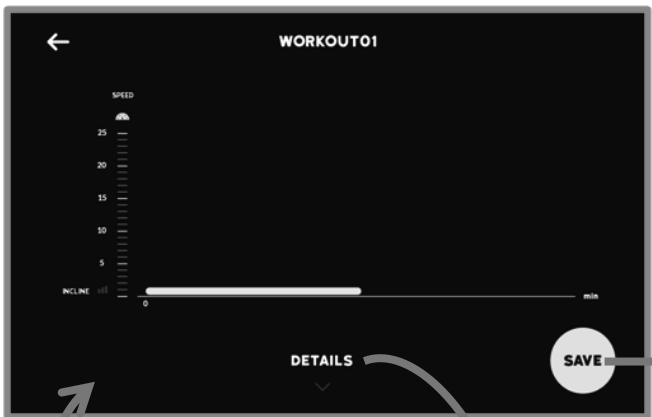 WORKOUT01
SPEED
25
20
15
10
5
INCLINE
0
min
DETAILS
SAVE